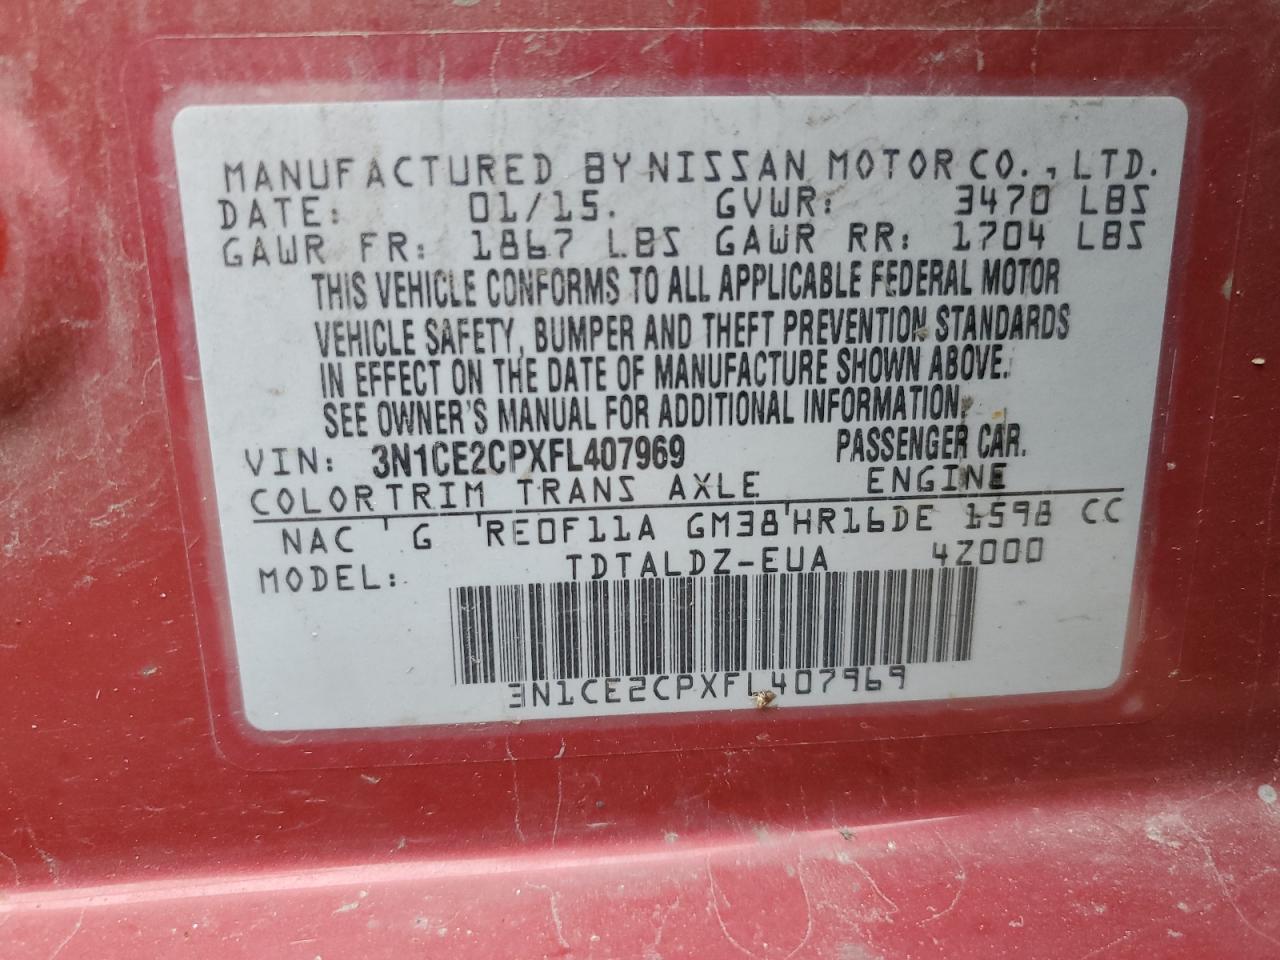 MANUFACTURED BY NISSAN MOTOR CO., LTD.
DATE: 01/15. GVWR: 3470 LBS
GAWR FR: 1867 LBS GAWR RR: 1704 LBS
THIS VEHICLE CONFORMS TO ALL APPLICABLE FEDERAL MOTOR
VEHICLE SAFETY, BUMPER AND THEFT PREVENTION STANDARDS
IN EFFECT ON THE DATE OF MANUFACTURE SHOWN ABOVE.
SEE OWNER'S MANUAL FOR ADDITIONAL INFORMATION.
VIN: 3N1CE2CPXFL407969 PASSENGER CAR.
COLOR TRIM TRANS AXLE ENGINE
NAC ' G ' RE0F11A GM38 ' HR16DE 1598 CC
MODEL: TDTALDZ-EUA 4Z000
3N1CE2CPXFL407969